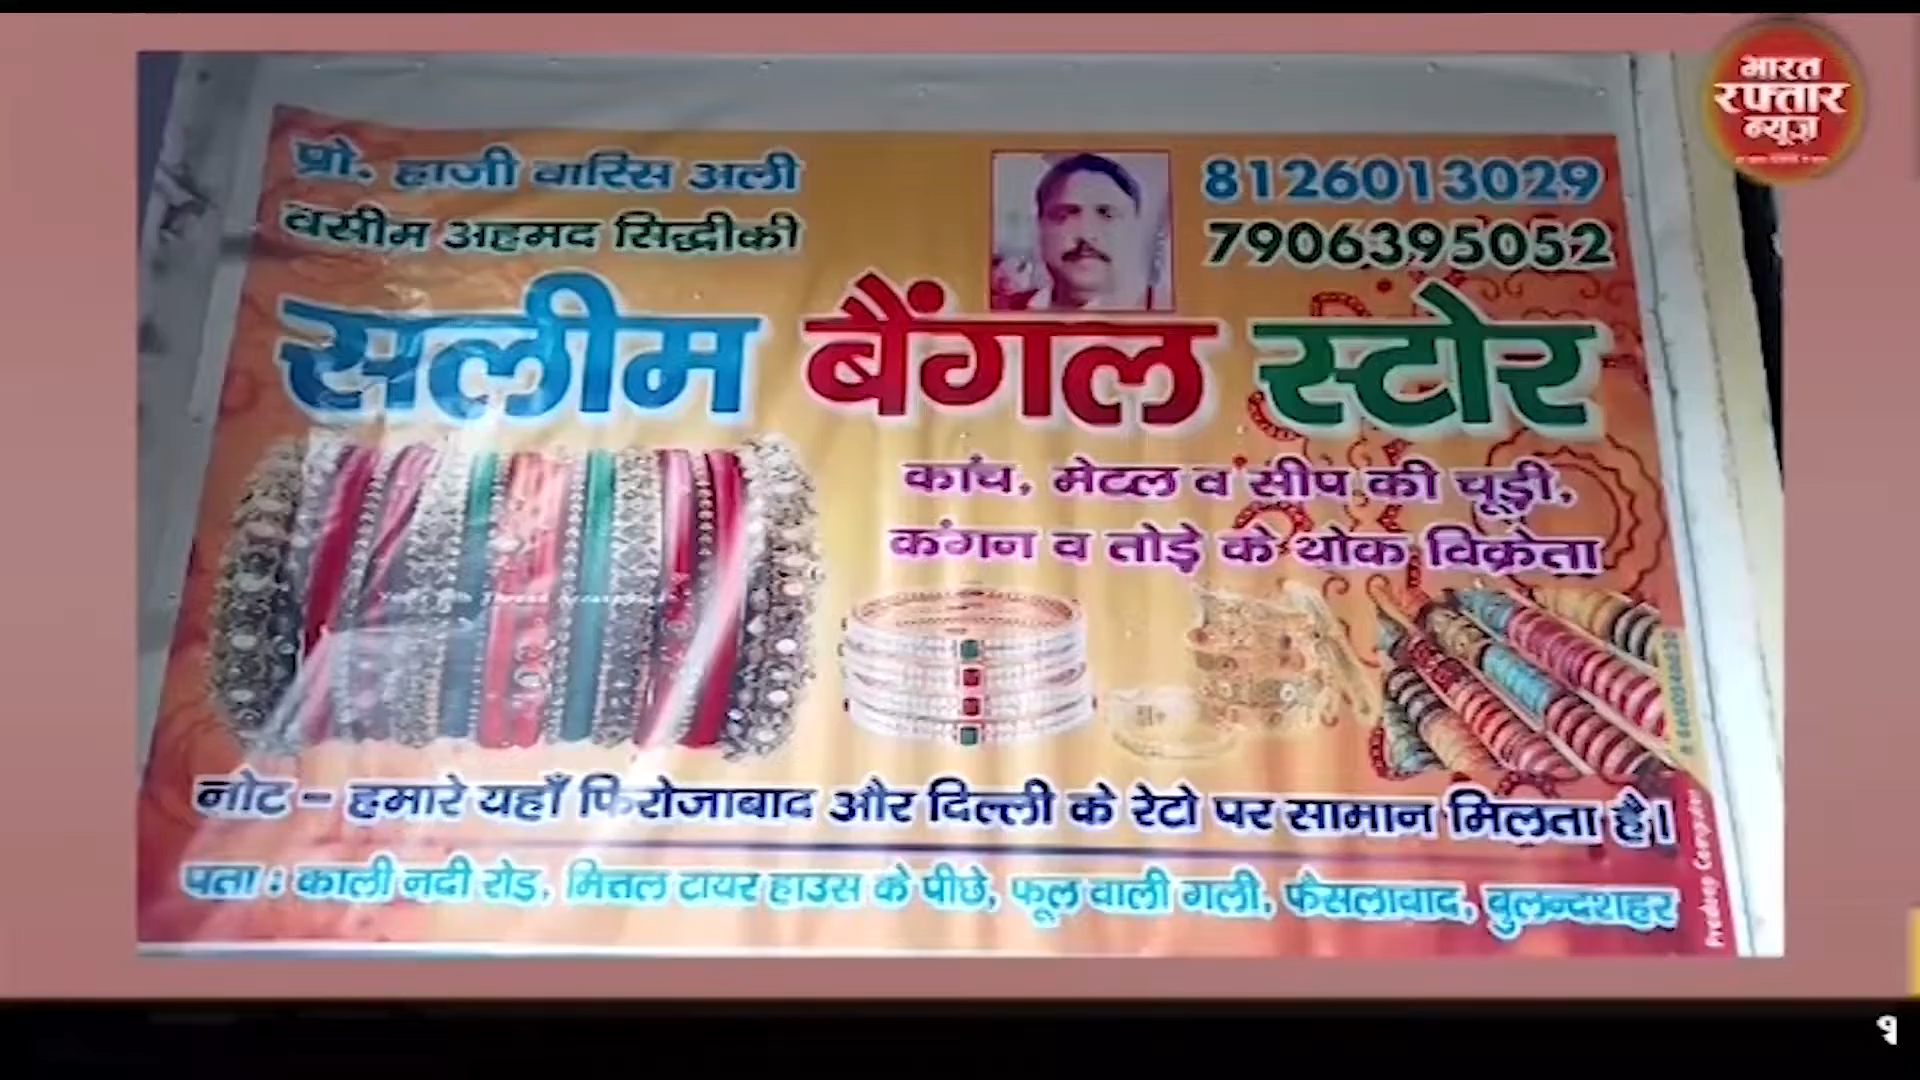 भारत
रफ्तार
न्यूज़
प्रो. हाजी वारिस अली
8126013029
वसीम अहमद सिद्दीकी
7906395052
सलीम बैंगल स्टोर
कांच, मेटल व सीप की चूड़ी,
कंगन व तोड़े के थोक विक्रेता
नोट - हमारे यहाँ फिरोजाबाद और दिल्ली के रेटो पर सामान मिलता है।
पता : काली नदी रोड, मित्तल टायर हाउस के पीछे, फूल वाली गली, फैसलाबाद, बुलन्दशहर